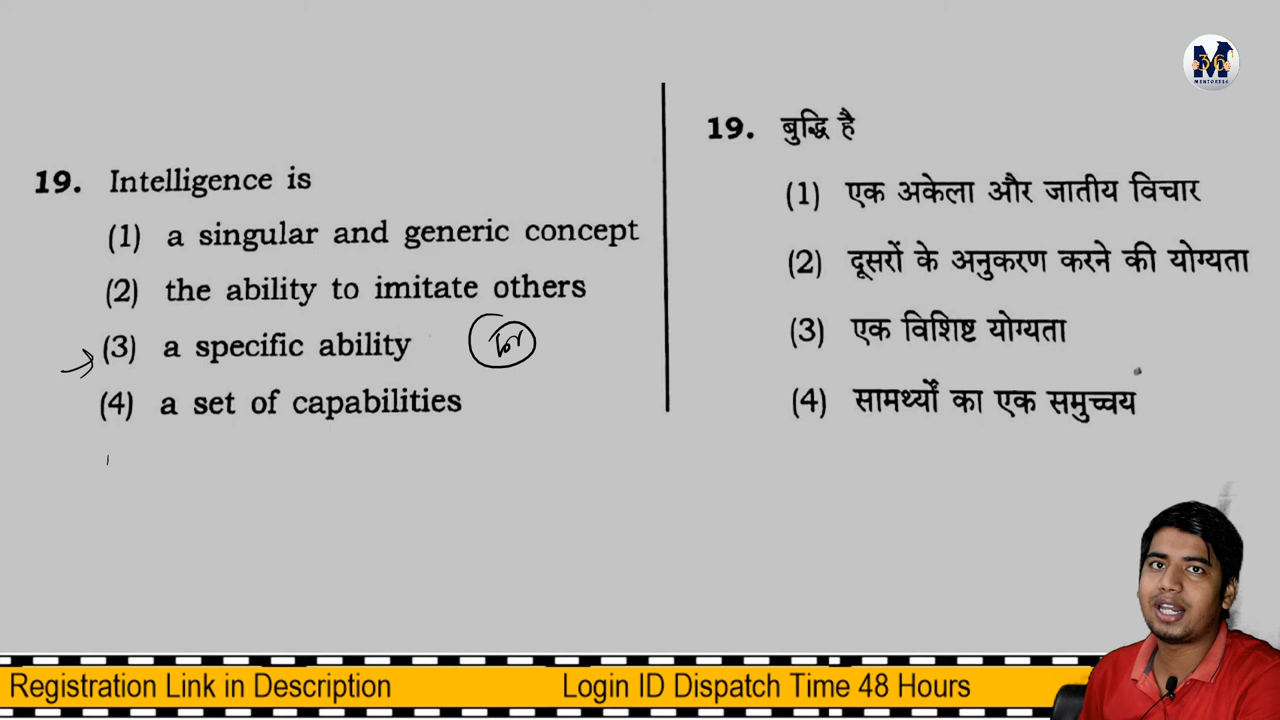 M
36
MENTORS36
19. Intelligence is
(1) a singular and generic concept
(2) the ability to imitate others
(3) a specific ability
(4) a set of capabilities
19. बुद्धि है
(1) एक अकेला और जातीय विचार
(2) दूसरों के अनुकरण करने की योग्यता
(3) एक विशिष्ट योग्यता
(4) सामर्थ्यों का एक समुच्चय
Registration Link in Description
Login ID Dispatch Time 48 Hours